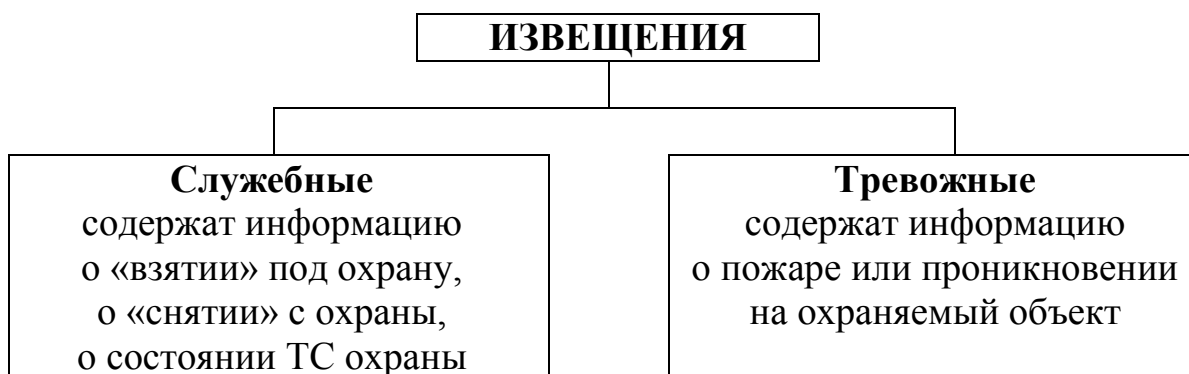 ИЗВЕЩЕНИЯ
Служебные
содержат информацию
о «взятии» под охрану,
о «снятии» с охраны,
о состоянии ТС охраны
Тревожные
содержат информацию
о пожаре или проникновении
на охраняемый объект